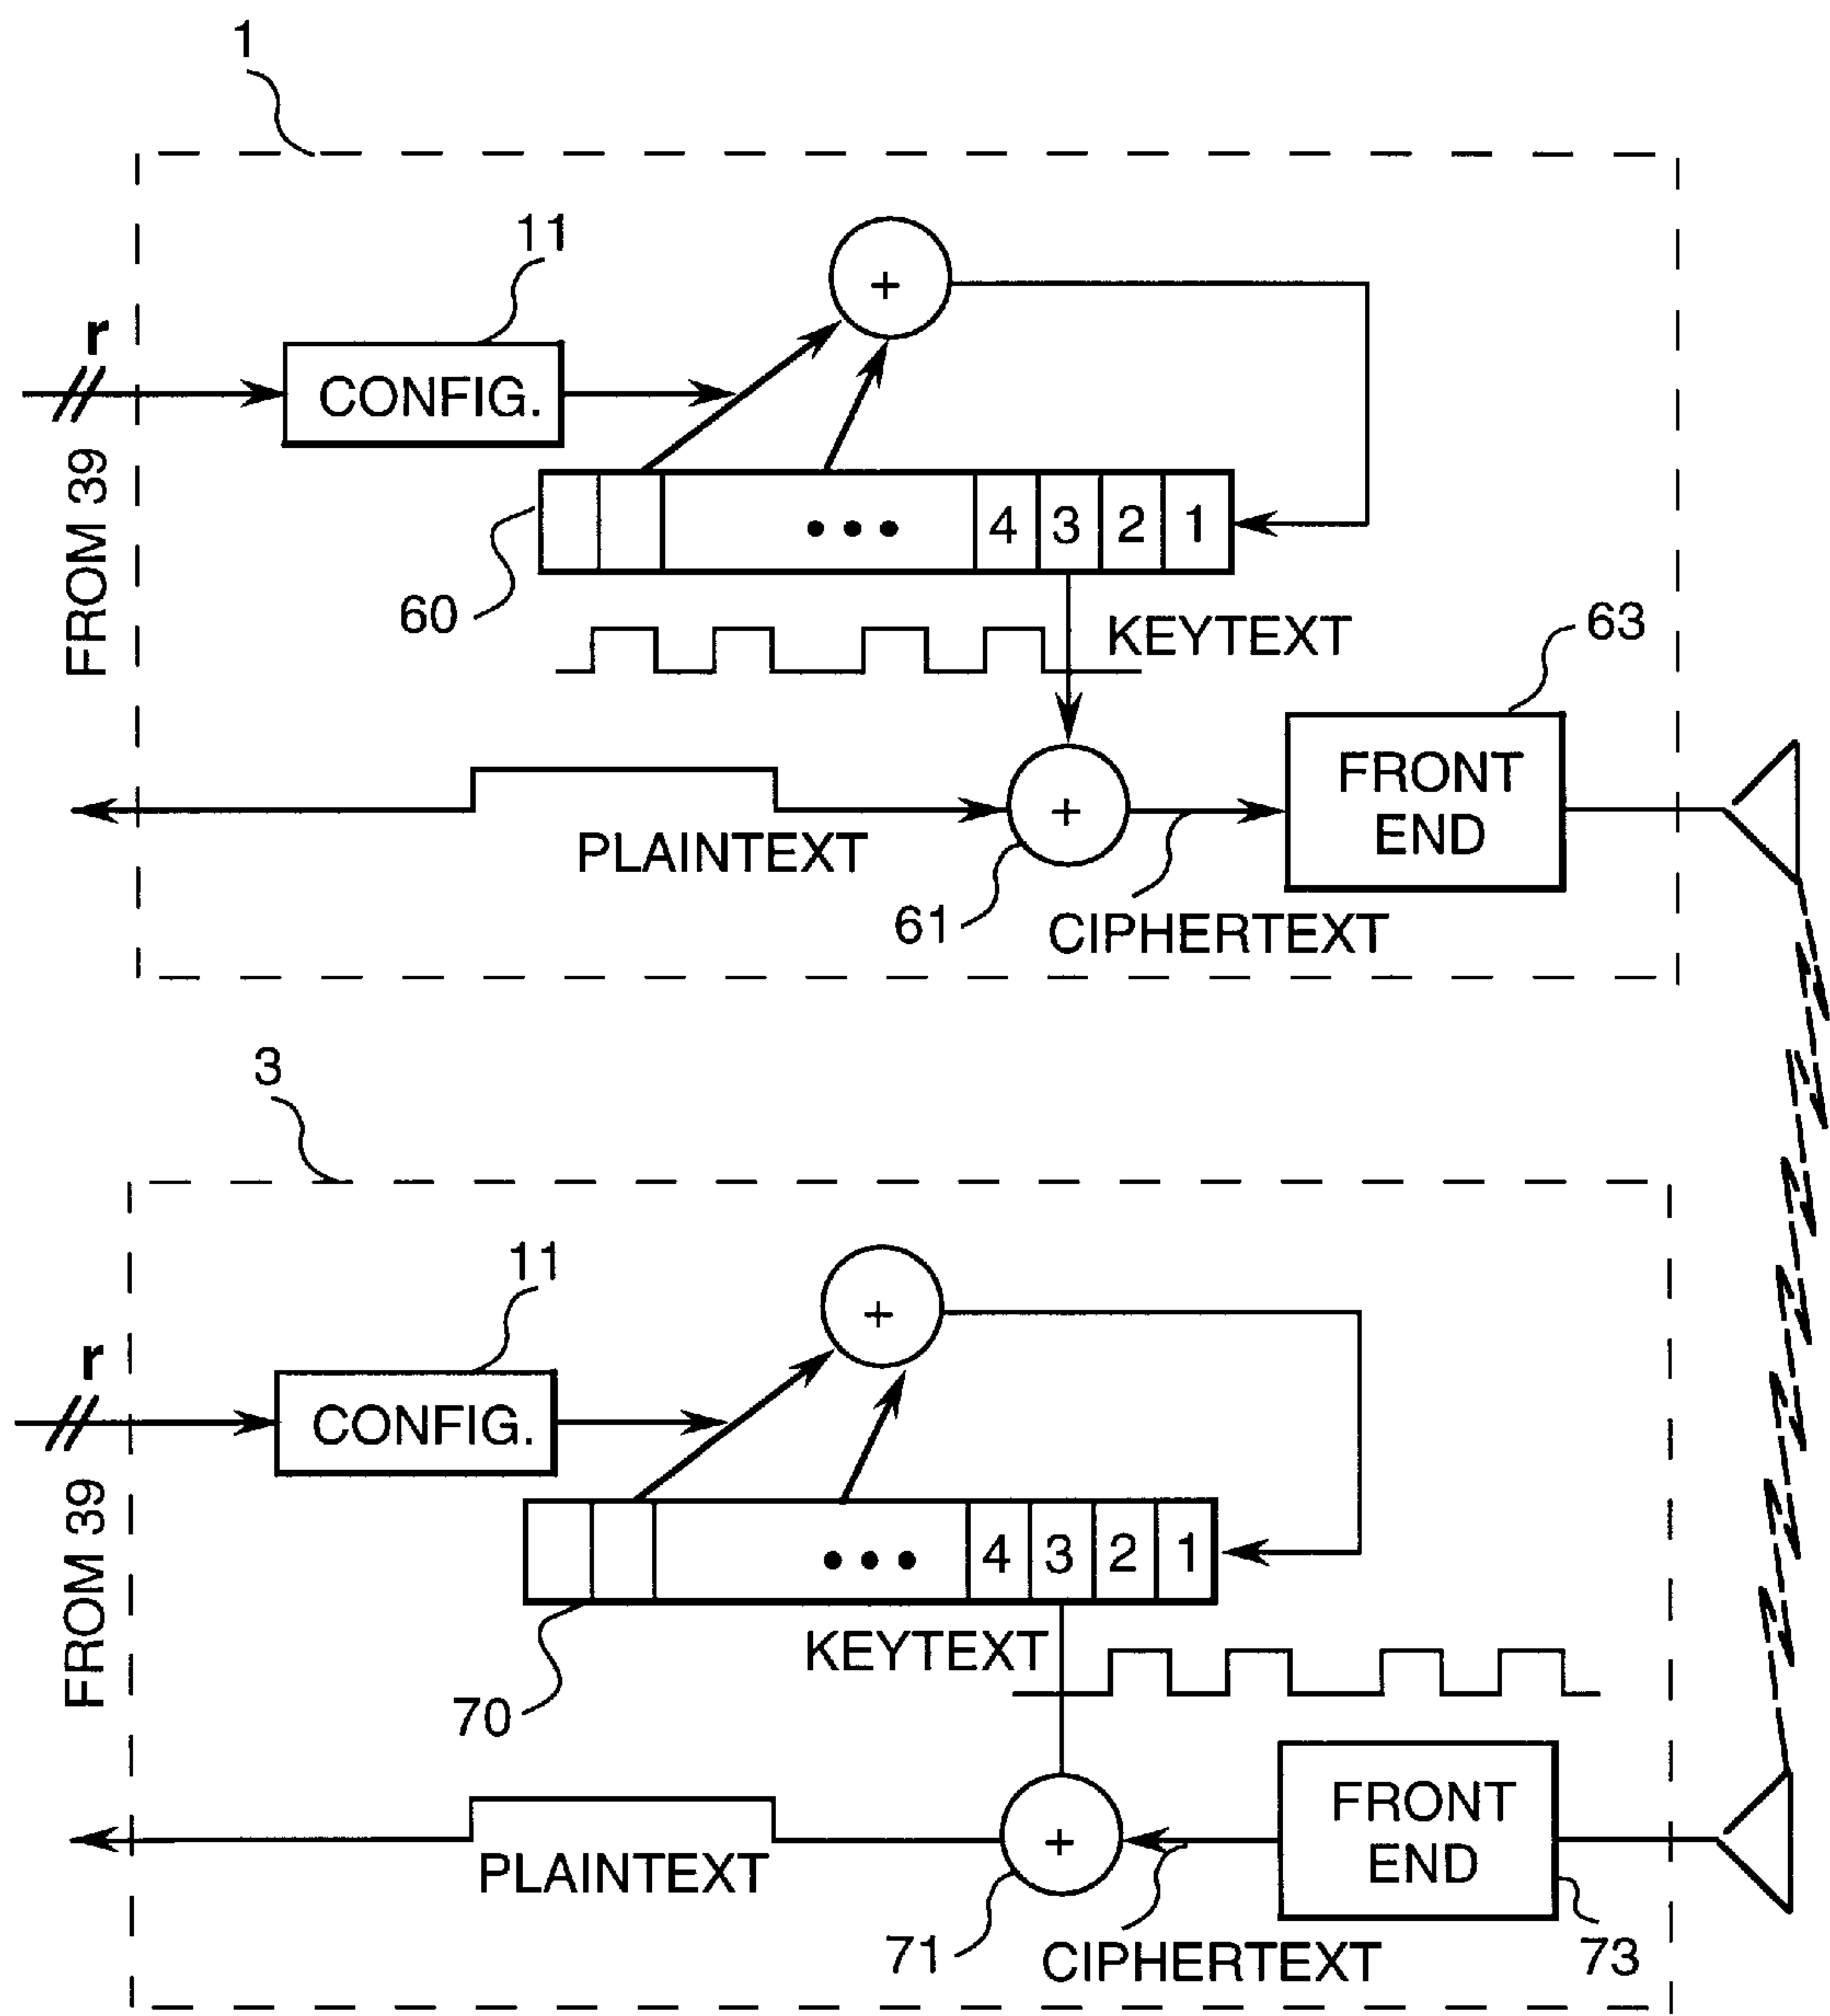 1
11
+
r
CONFIG.
FROM 39
••• 4 3 2 1
60
KEYTEXT
63
FRONT
END
+
PLAINTEXT
61
CIPHERTEXT
3
11
+
r
CONFIG.
FROM 39
••• 4 3 2 1
KEYTEXT
70
FRONT
END
+
PLAINTEXT
71
CIPHERTEXT
73